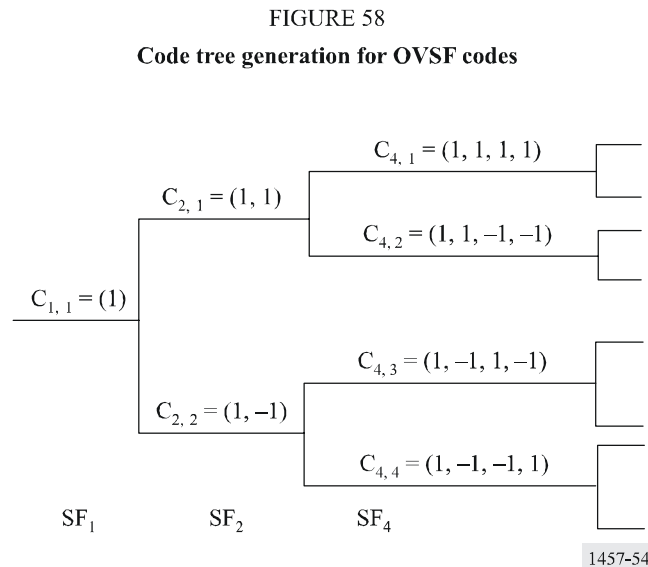 FIGURE 58
Code tree generation for OVSF codes
C4, 1 = (1, 1, 1, 1)
C2, 1 = (1, 1)
C4, 2 = (1, 1, –1, –1)
C1, 1 = (1)
C4, 3 = (1, –1, 1, –1)
C2, 2 = (1, –1)
C4, 4 = (1, –1, –1, 1)
SF1 SF2 SF4
1457-54